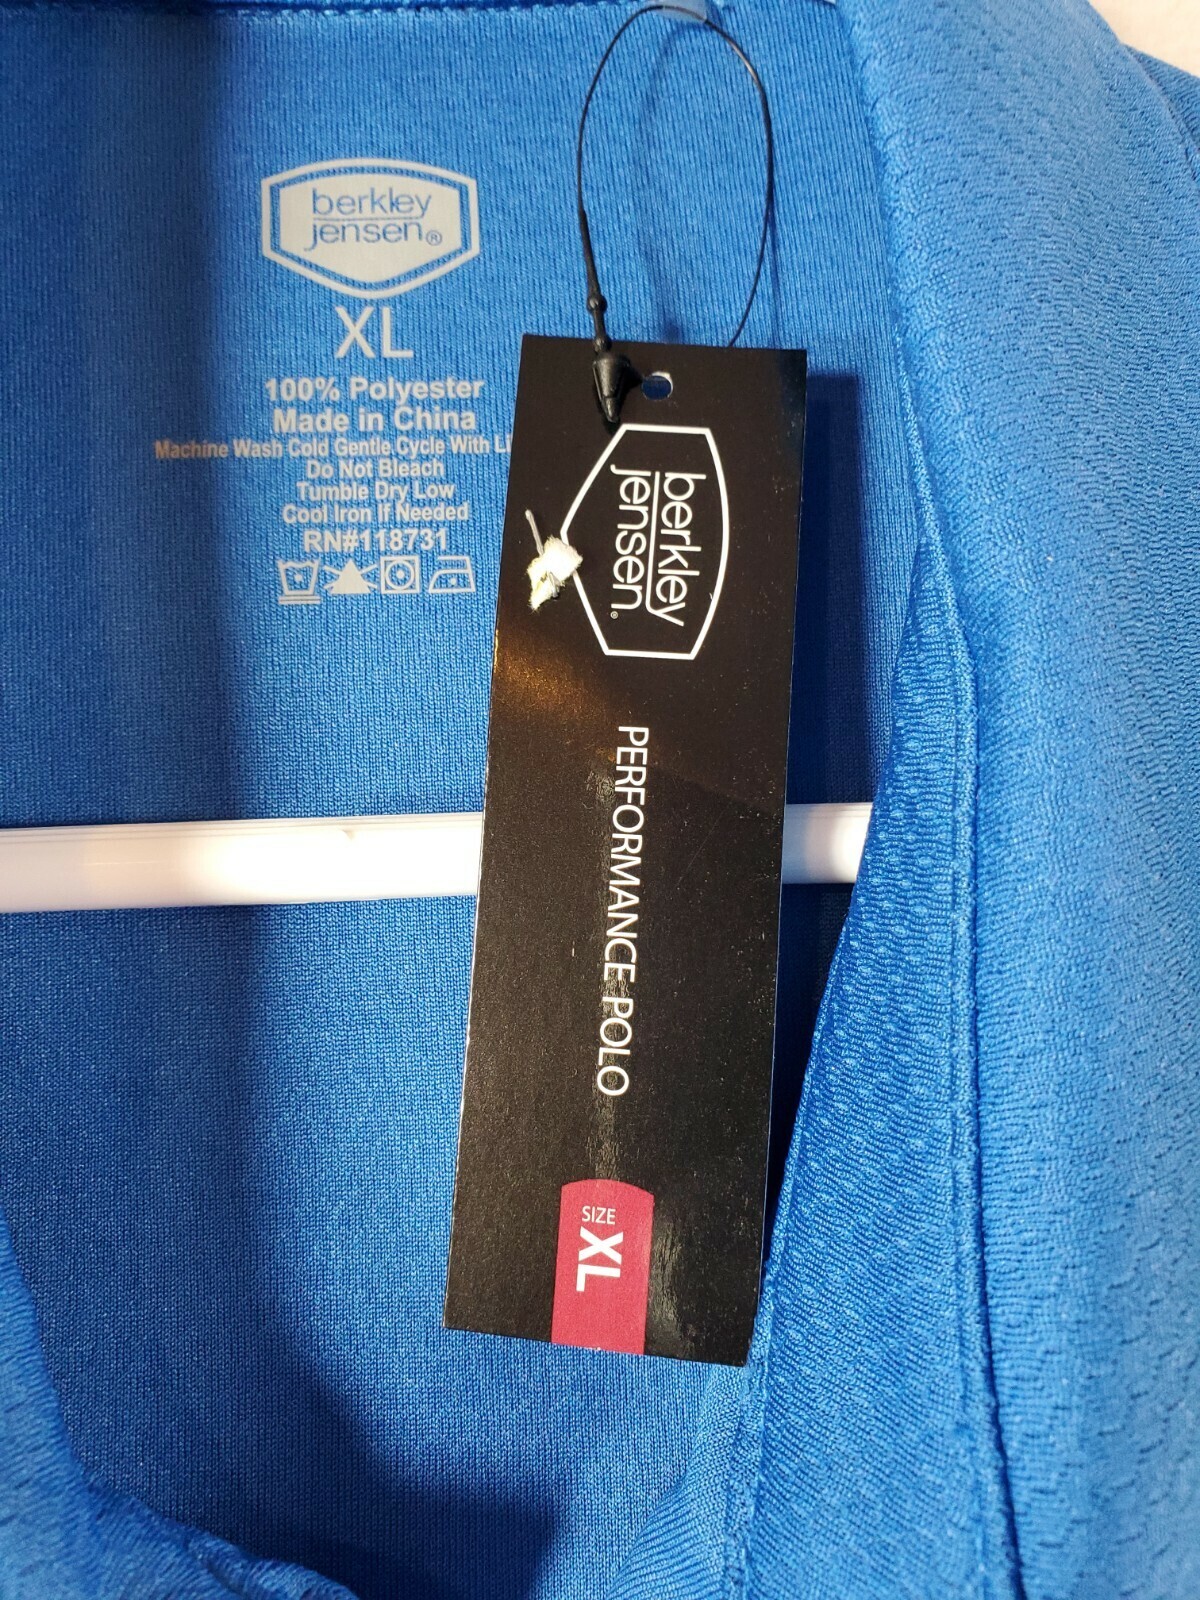 berkley
jensen®
XL
100% Polyester
Made in China
Machine Wash Cold Gentle Cycle With
Do Not Bleach
Tumble Dry Low
Cool Iron If Needed
RN#118731
berkley
jensen®
PERFORMANCE POLO
SIZE
XL